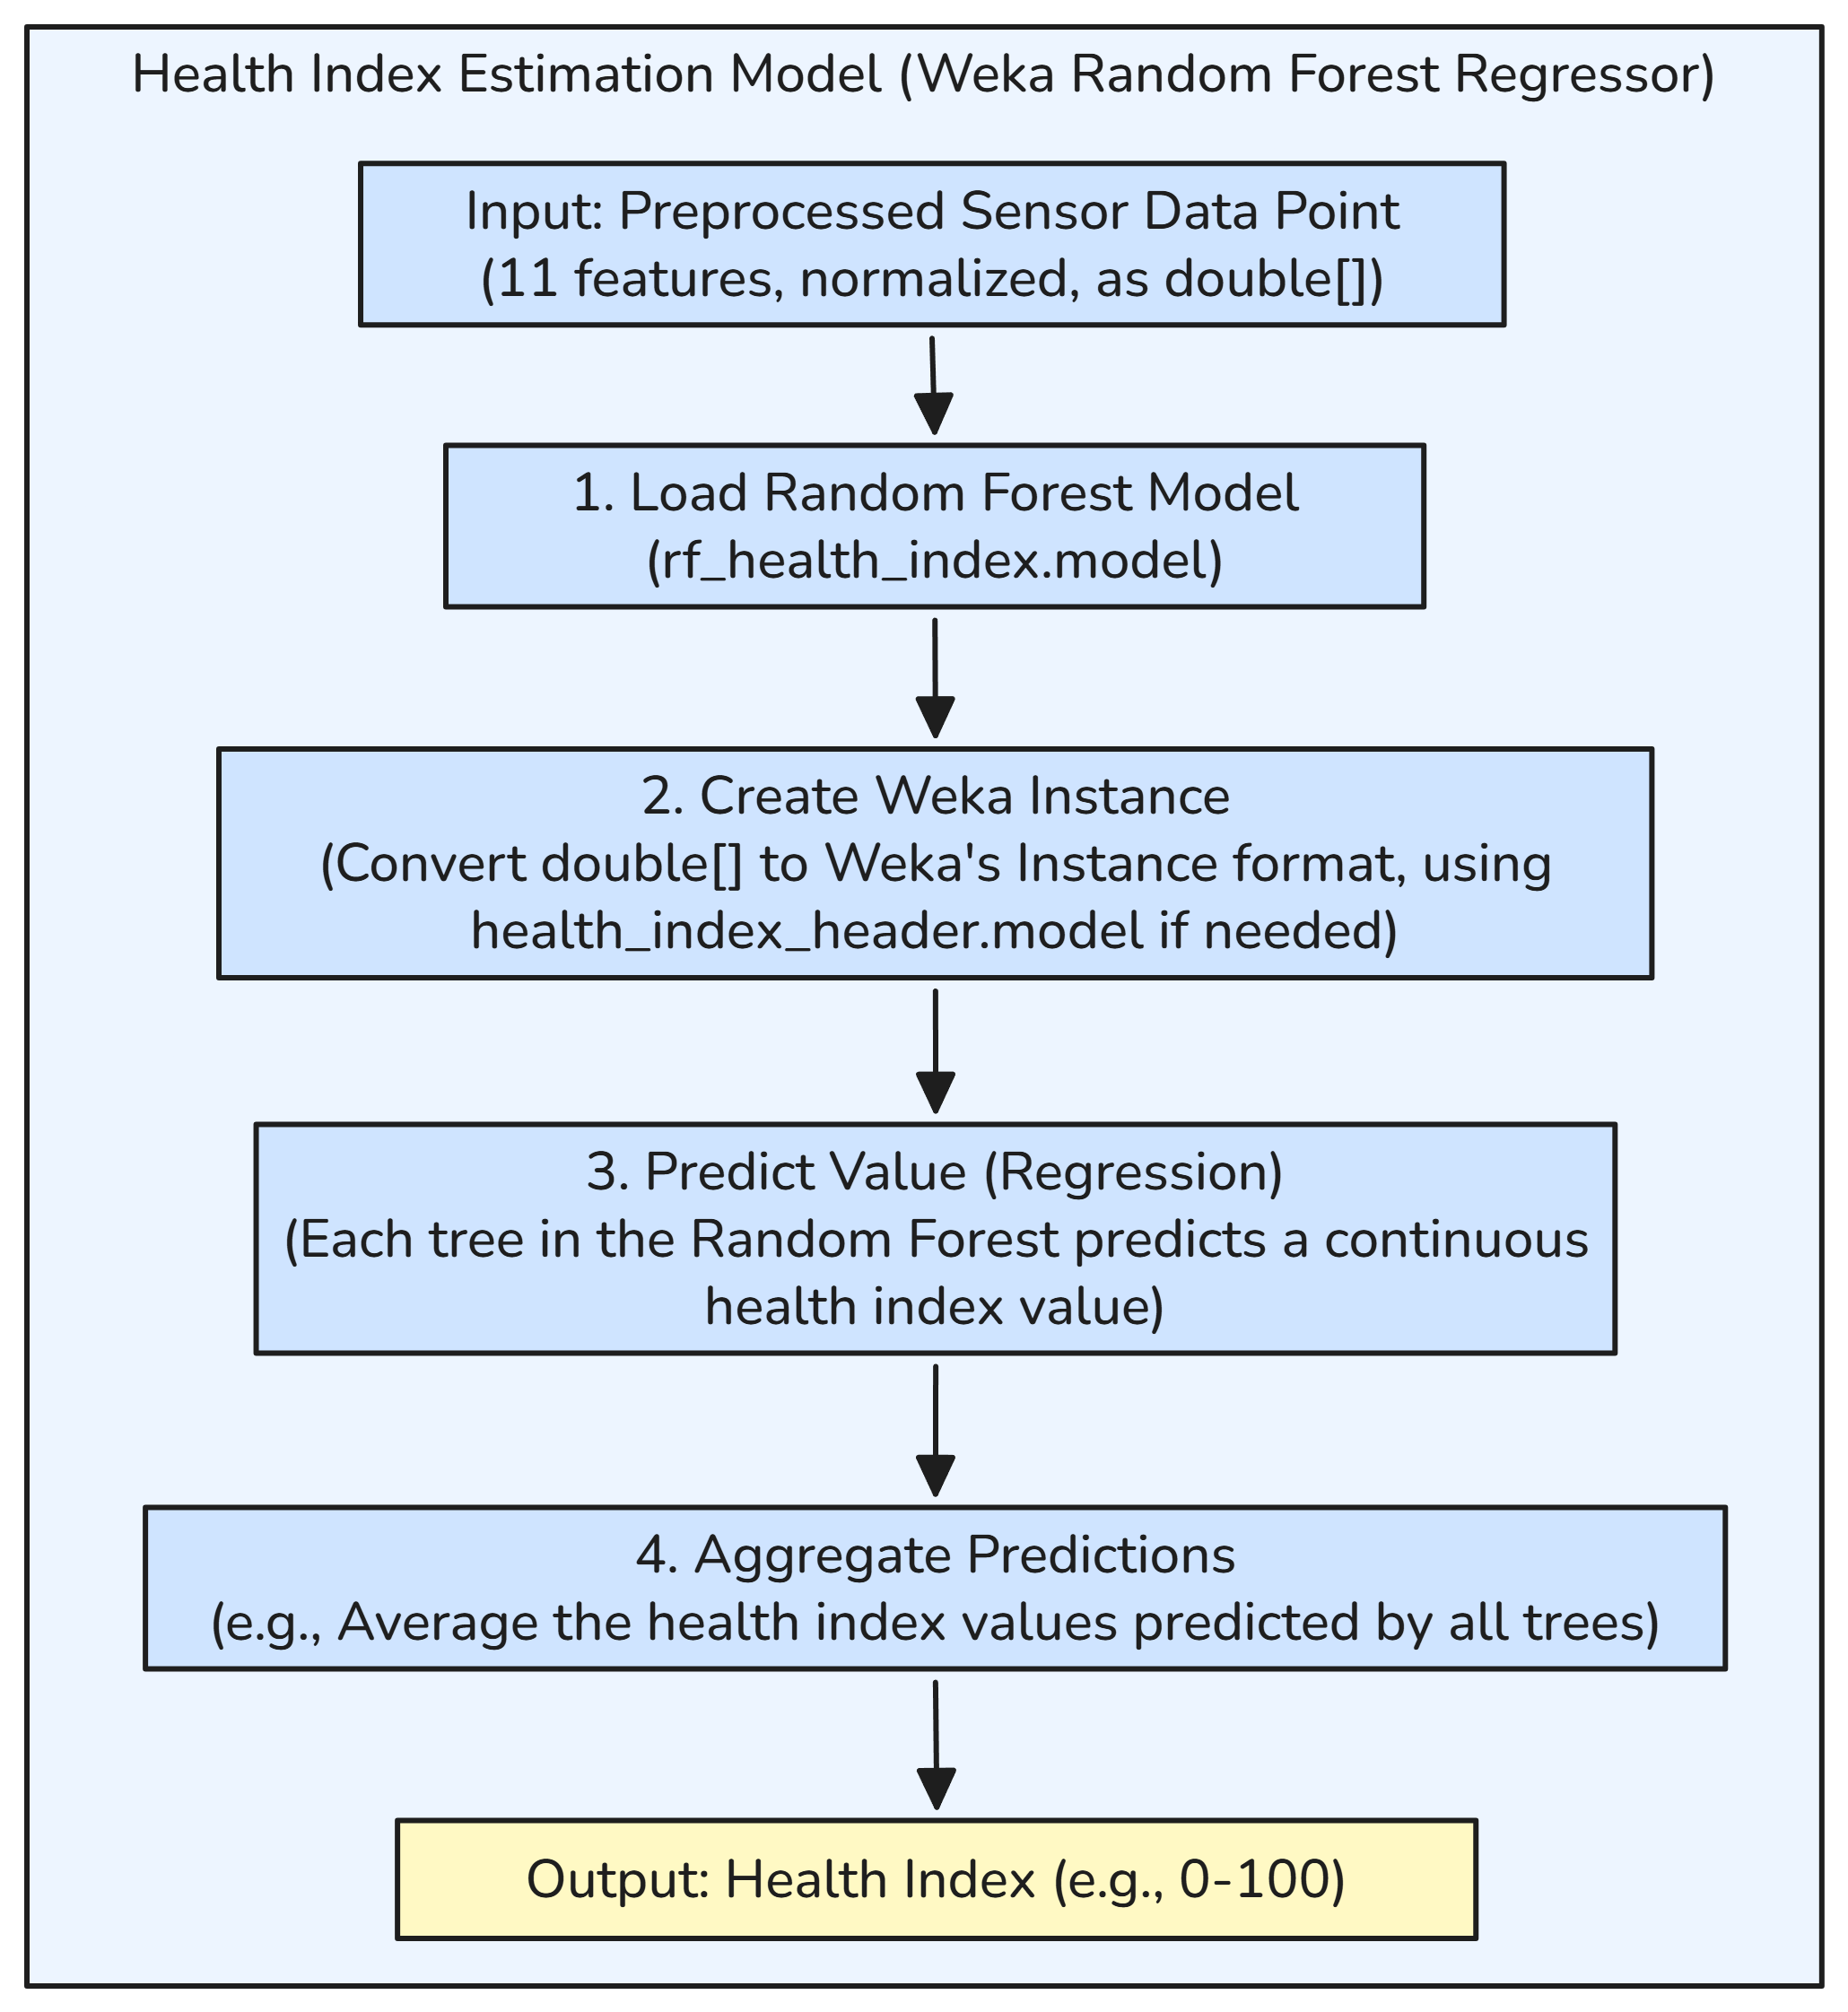 Health Index Estimation Model (Weka Random Forest Regressor)
Input: Preprocessed Sensor Data Point
(11 features, normalized, as double[])
1. Load Random Forest Model
(rf_health_index.model)
2. Create Weka Instance
(Convert double[] to Weka's Instance format, using
health_index_header.model if needed)
3. Predict Value (Regression)
(Each tree in the Random Forest predicts a continuous
health index value)
4. Aggregate Predictions
(e.g., Average the health index values predicted by all trees)
Output: Health Index (e.g., 0-100)